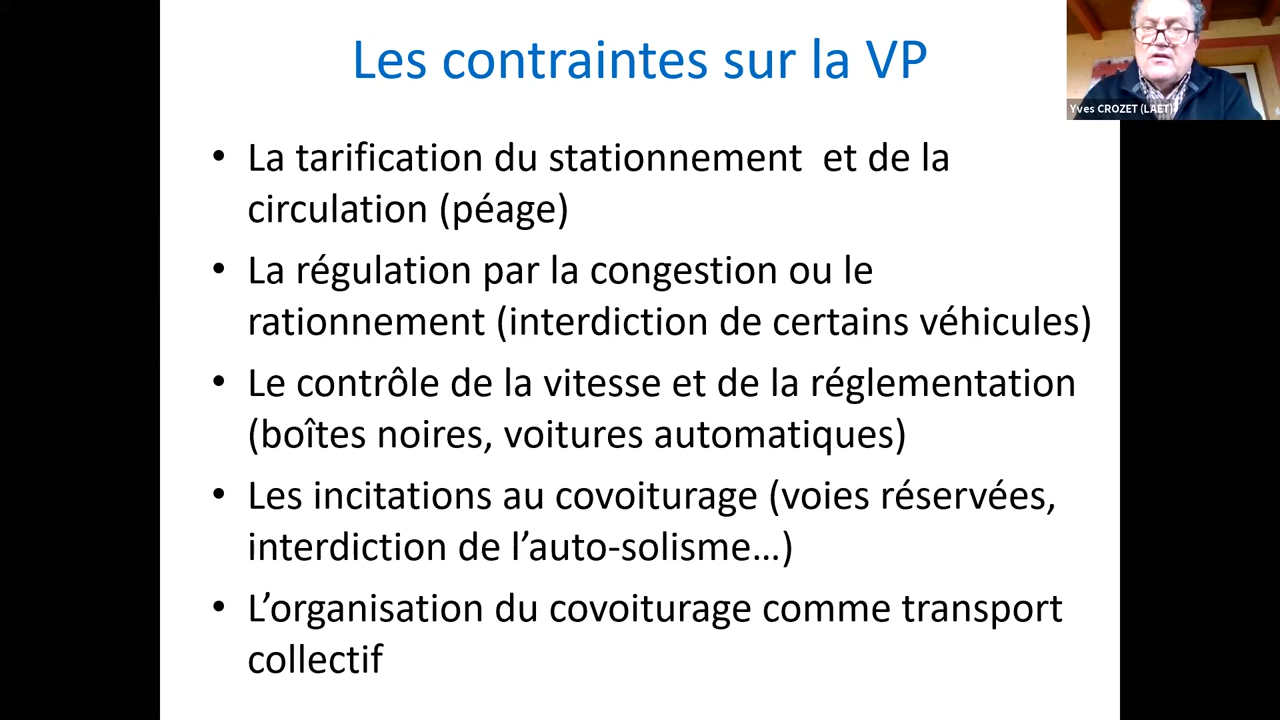 Les contraintes sur la VP
Yves CROZET (LAET)
• La tarification du stationnement  et de la
circulation (péage)
• La régulation par la congestion ou le
rationnement (interdiction de certains véhicules)
• Le contrôle de la vitesse et de la réglementation
(boîtes noires, voitures automatiques)
• Les incitations au covoiturage (voies réservées,
interdiction de l’auto-solisme…)
• L’organisation du covoiturage comme transport
collectif